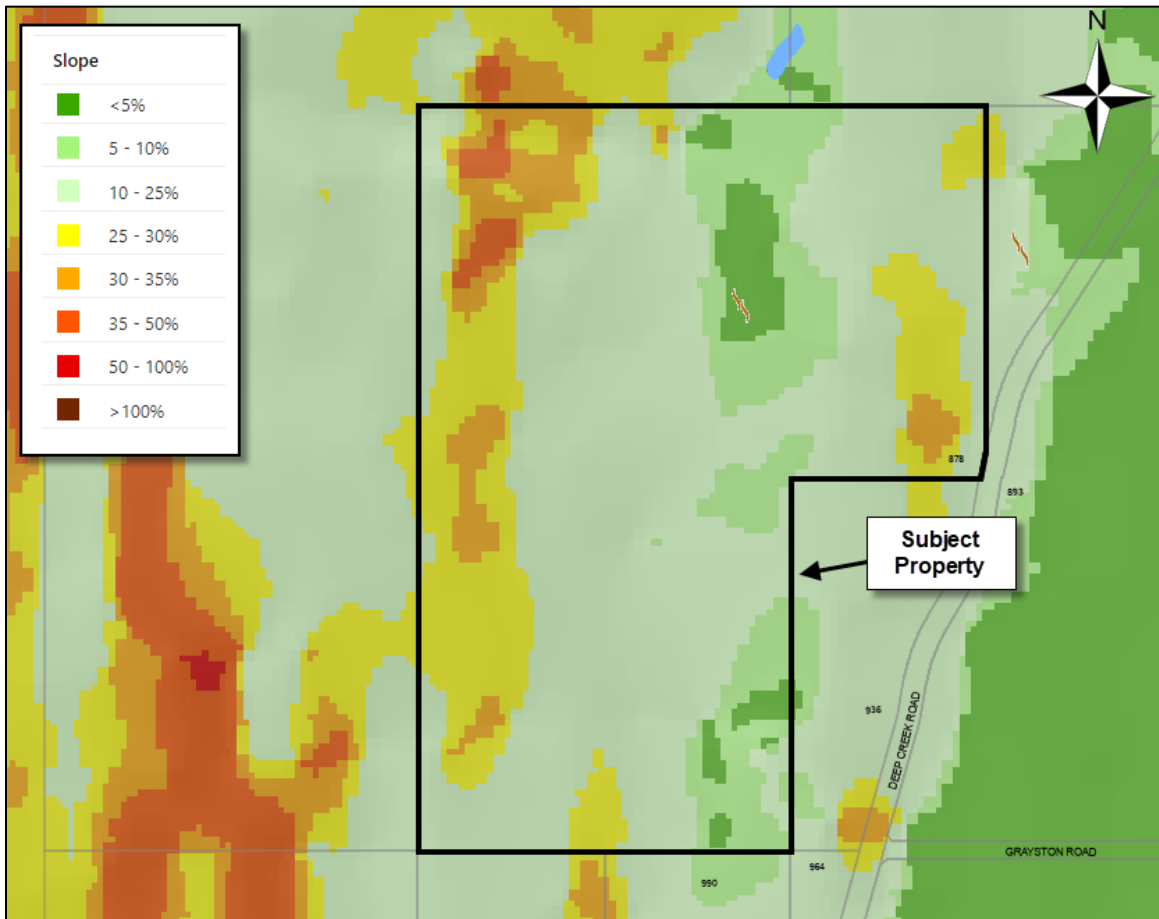 Slope
<5%
5 - 10%
10 - 25%
25 - 30%
30 - 35%
35 - 50%
50 - 100%
>100%
N
878
893
Subject
Property
936
DEEP CREEK ROAD
GRAYSTON ROAD
964
990